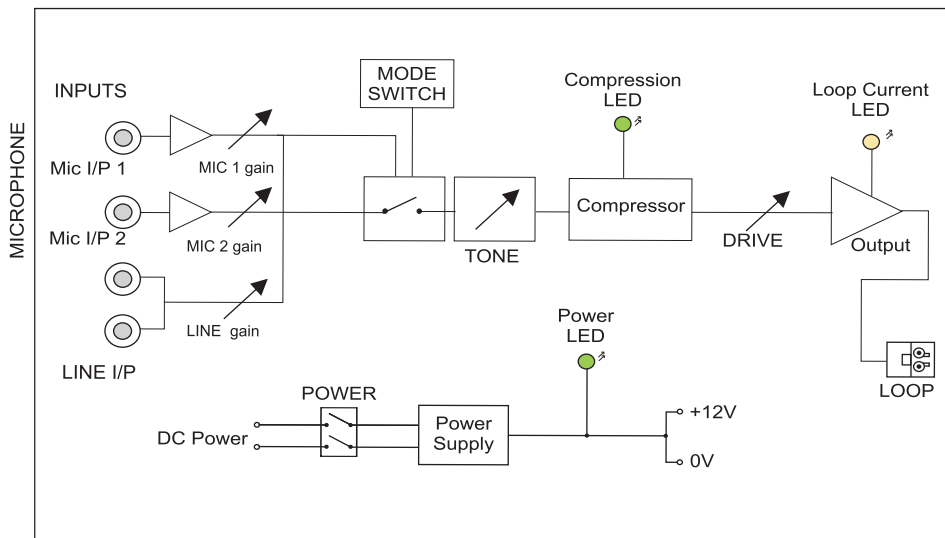 MICROPHONE
INPUTS
Mic I/P 1
MIC 1 gain
Mic I/P 2
MIC 2 gain
LINE gain
LINE I/P
MODE
SWITCH
TONE
Compression
LED
Compressor
DRIVE
Loop Current
LED
Output
LOOP
Power
LED
POWER
DC Power
Power
Supply
+12V
0V